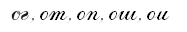 ог, от, оп, ош, ои